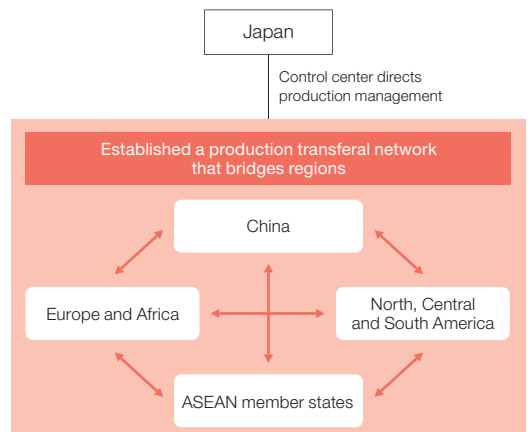 Japan
Control center directs
production management
Established a production transferal network
that bridges regions
China
Europe and Africa
North, Central
and South America
ASEAN member states